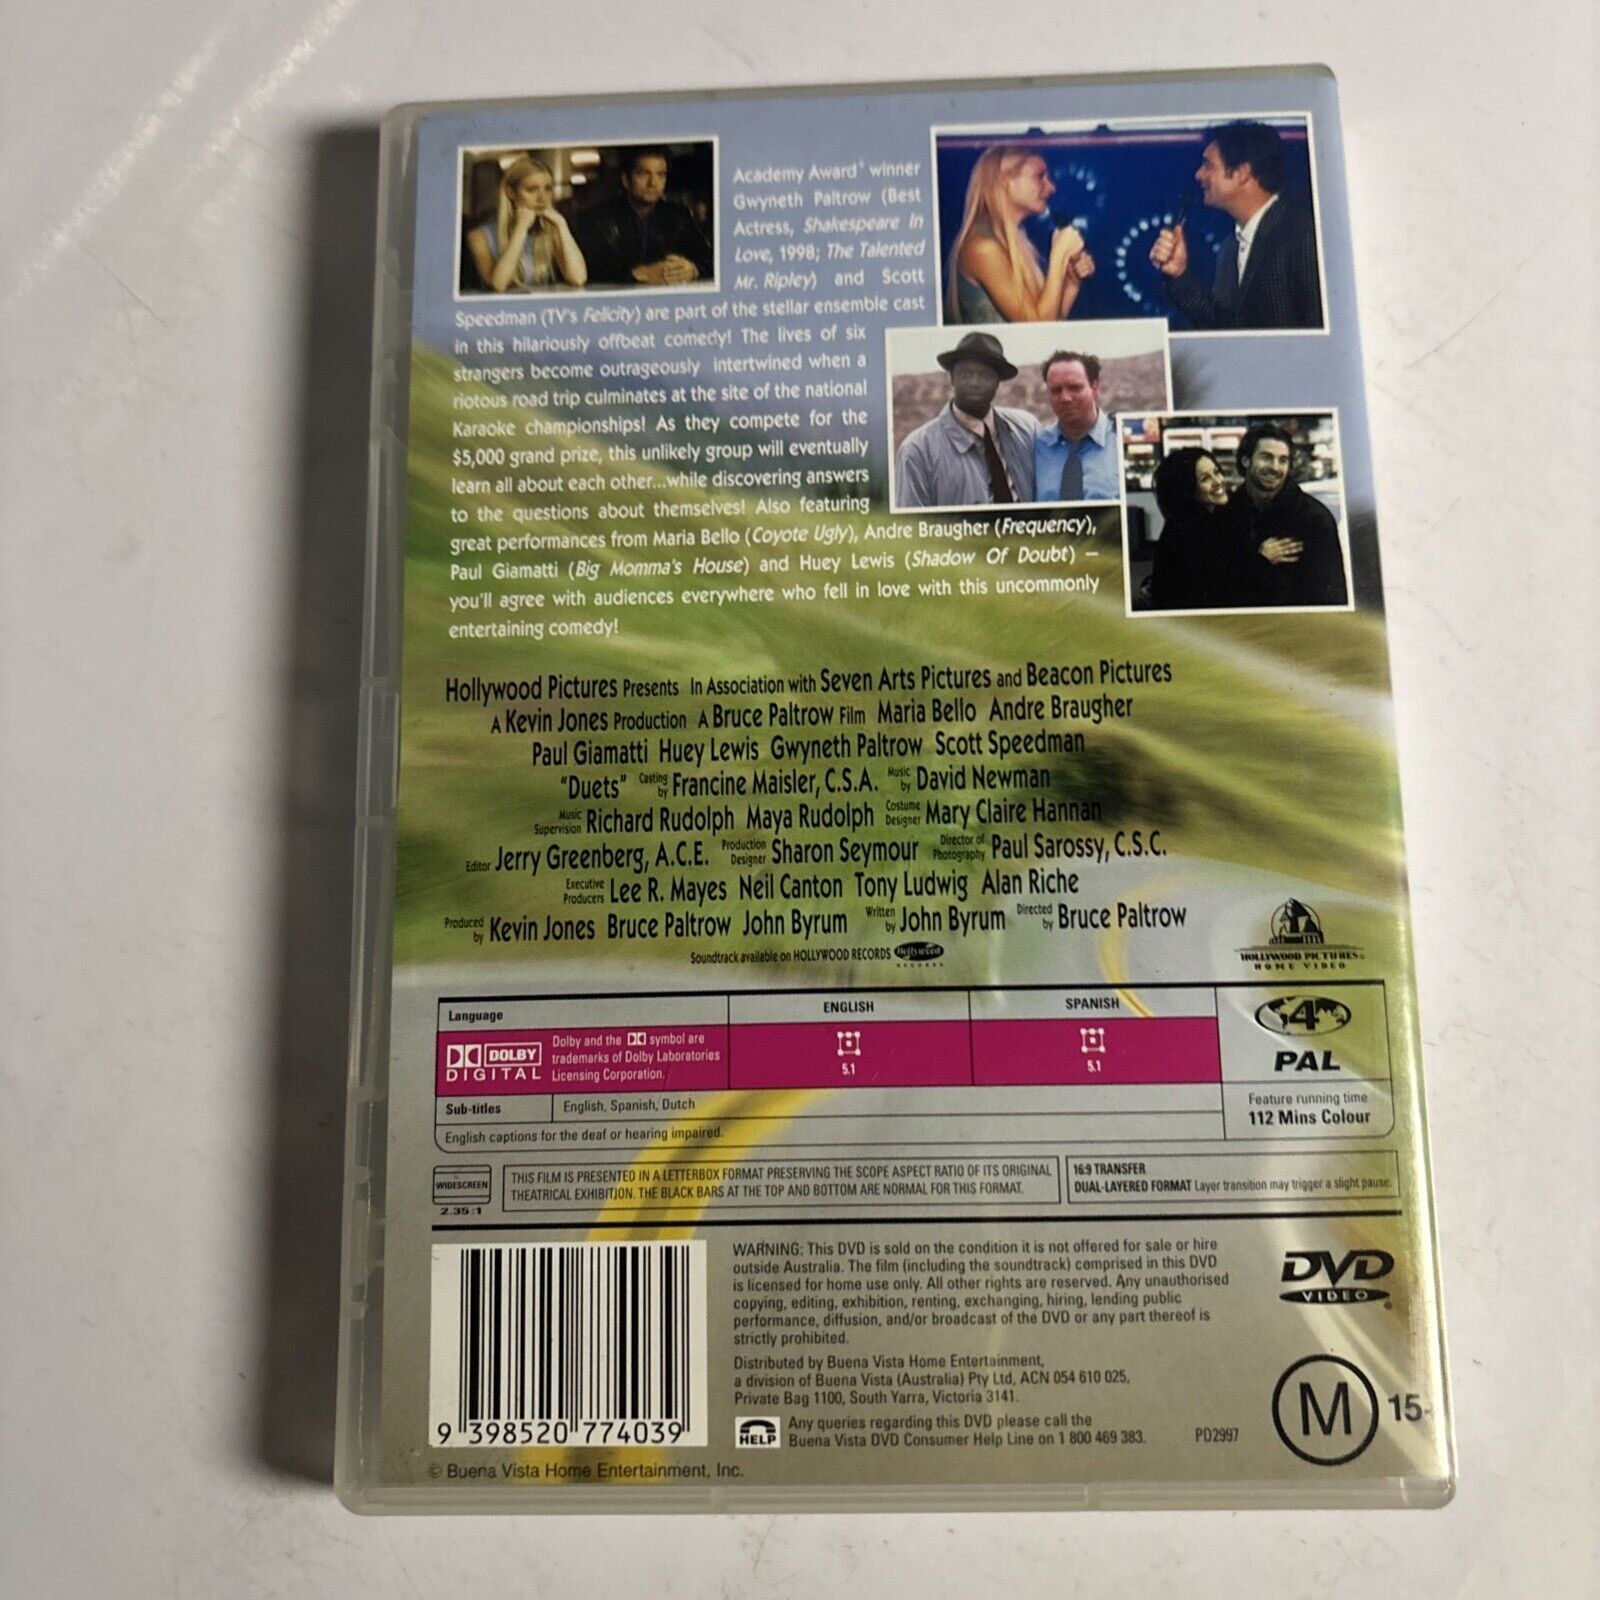 Academy Award® winner
Gwyneth Paltrow (Best
Actress, Shakespeare In
Love, 1998; The Talented
Mr. Ripley) and Scott
Speedman (TV's Felicity) are part of the stellar ensemble cast
in this hilariously offbeat comedy! The lives of six
strangers become outrageously intertwined when a
riotous road trip culminates at the site of the national
Karaoke championships! As they compete for the
$5,000 grand prize, this unlikely group will eventually
learn all about each other...while discovering answers
to the questions about themselves! Also featuring
great performances from Maria Bello (Coyote Ugly), Andre Braugher (Frequency),
Paul Giamatti (Big Momma's House) and Huey Lewis (Shadow Of Doubt) –
you'll agree with audiences everywhere who fell in love with this uncommonly
entertaining comedy!
Hollywood Pictures Presents In Association with Seven Arts Pictures and Beacon Pictures
A Kevin Jones Production A Bruce Paltrow Film Maria Bello Andre Braugher
Paul Giamatti Huey Lewis Gwyneth Paltrow Scott Speedman
"Duets" Casting by Francine Maisler, C.S.A. Music by David Newman
Music Supervision Richard Rudolph Maya Rudolph Costume Designer Mary Claire Hannan
Editor Jerry Greenberg, A.C.E. Production Designer Sharon Seymour Director of Photography Paul Sarossy, C.S.C.
Executive Producers Lee R. Mayes Neil Canton Tony Ludwig Alan Riche
Produced by Kevin Jones Bruce Paltrow John Byrum Written by John Byrum Directed by Bruce Paltrow
Soundtrack available on HOLLYWOOD RECORDS Hollywood RECORDS
HOLLYWOOD PICTURES®
HOME VIDEO
Language ENGLISH SPANISH
DOLBY DIGITAL
Dolby and the DD symbol are
trademarks of Dolby Laboratories
Licensing Corporation.
5.1 5.1
4
PAL
Sub-titles English, Spanish, Dutch
English captions for the deaf or hearing impaired.
Feature running time
112 Mins Colour
WIDESCREEN
2.35:1
THIS FILM IS PRESENTED IN A LETTERBOX FORMAT PRESERVING THE SCOPE ASPECT RATIO OF ITS ORIGINAL
THEATRICAL EXHIBITION. THE BLACK BARS AT THE TOP AND BOTTOM ARE NORMAL FOR THIS FORMAT.
16:9 TRANSFER
DUAL-LAYERED FORMAT Layer transition may trigger a slight pause.
WARNING: This DVD is sold on the condition it is not offered for sale or hire
outside Australia. The film (including the soundtrack) comprised in this DVD
is licensed for home use only. All other rights are reserved. Any unauthorised
copying, editing, exhibition, renting, exchanging, hiring, lending public
performance, diffusion, and/or broadcast of the DVD or any part thereof is
strictly prohibited.
Distributed by Buena Vista Home Entertainment,
a division of Buena Vista (Australia) Pty Ltd, ACN 054 610 025,
Private Bag 1100, South Yarra, Victoria 3141.
HELP
Any queries regarding this DVD please call the
Buena Vista DVD Consumer Help Line on 1 800 469 383.
PD2997
DVD
VIDEO
M 15
9 398520 774039
© Buena Vista Home Entertainment, Inc.